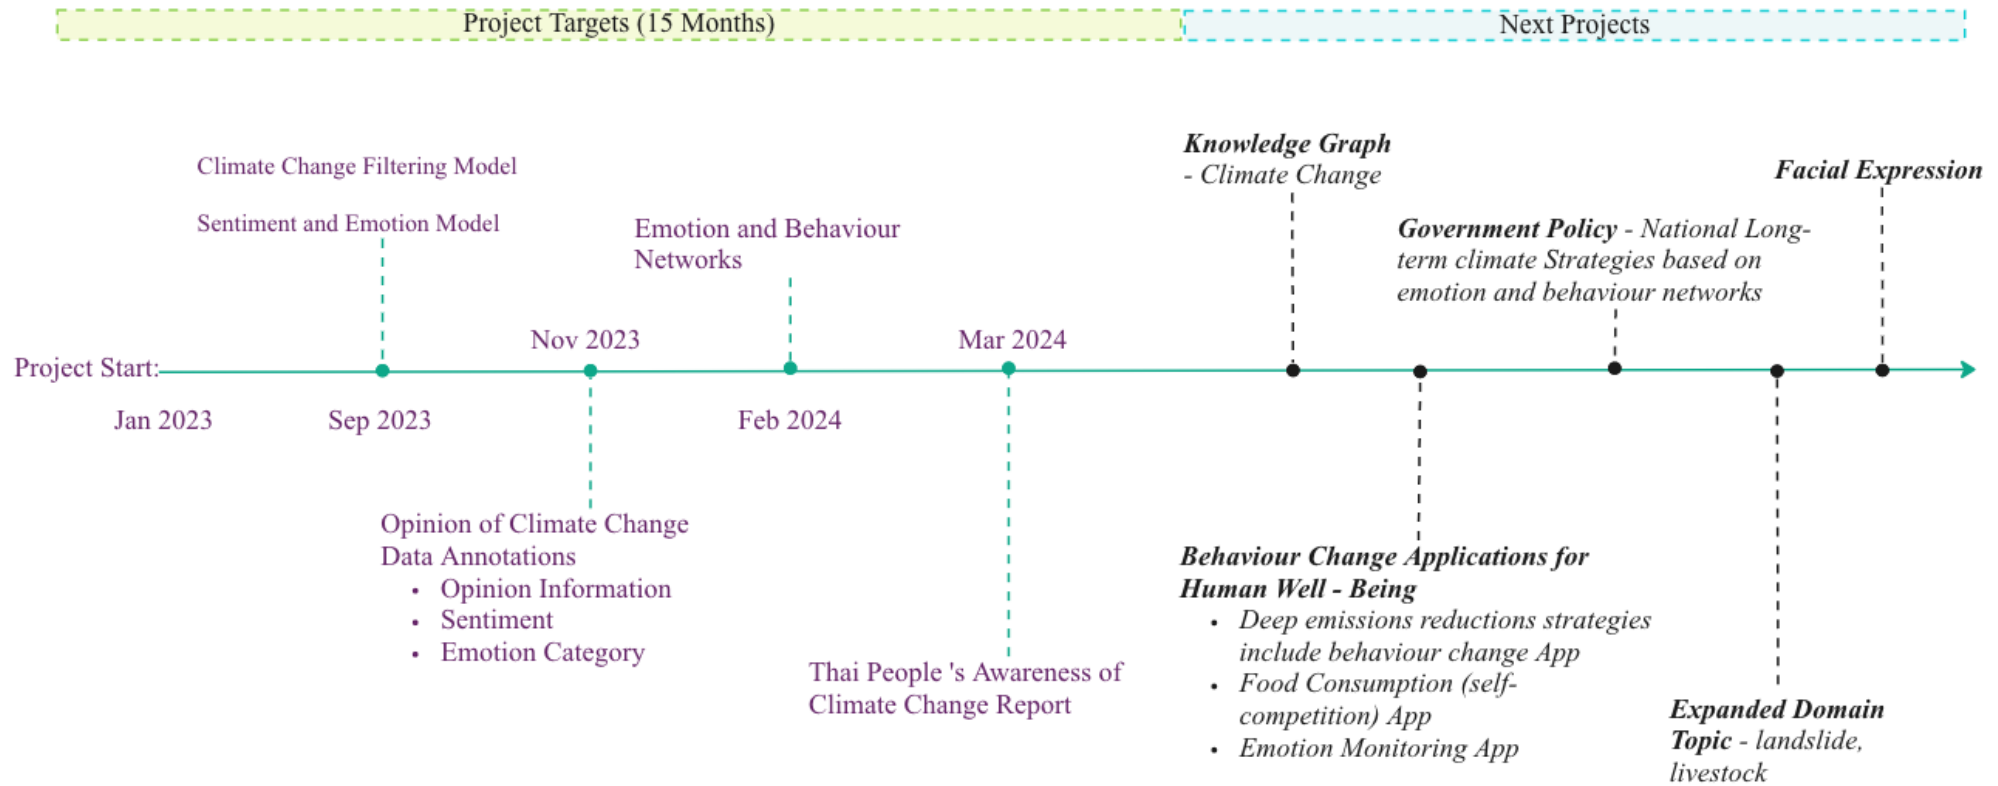 Project Targets (15 Months)
Next Projects
Climate Change Filtering Model
Sentiment and Emotion Model
Emotion and Behaviour
Networks
Knowledge Graph
- Climate Change
Government Policy - National Long-
term climate Strategies based on
emotion and behaviour networks
Facial Expression
Nov 2023
Mar 2024
Project Start:
Jan 2023
Sep 2023
Feb 2024
Opinion of Climate Change
Data Annotations
• Opinion Information
• Sentiment
• Emotion Category
Thai People 's Awareness of
Climate Change Report
Behaviour Change Applications for
Human Well - Being
• Deep emissions reductions strategies
include behaviour change App
• Food Consumption (self-
competition) App
• Emotion Monitoring App
Expanded Domain
Topic - landslide,
livestock